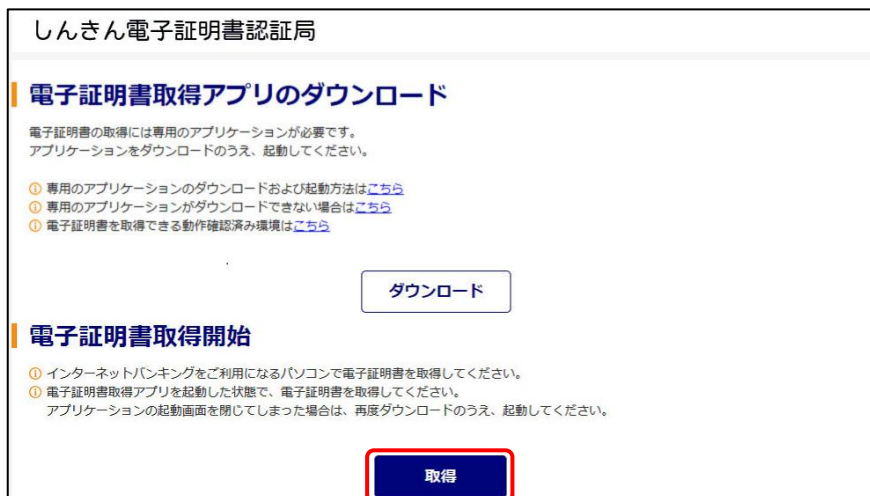 しんきん電子証明書認証局
電子証明書取得アプリのダウンロード
電子証明書の取得には専用のアプリケーションが必要です。
アプリケーションをダウンロードのうえ、起動してください。
専用のアプリケーションのダウンロードおよび起動方法はこちら
専用のアプリケーションがダウンロードできない場合はこちら
電子証明書を取得できる動作確認済み環境はこちら
ダウンロード
電子証明書取得開始
インターネットバンキングをご利用になるパソコンで電子証明書を取得してください。
電子証明書取得アプリを起動した状態で、電子証明書を取得してください。
アプリケーションの起動画面を閉じてしまった場合は、再度ダウンロードのうえ、起動してください。
取得